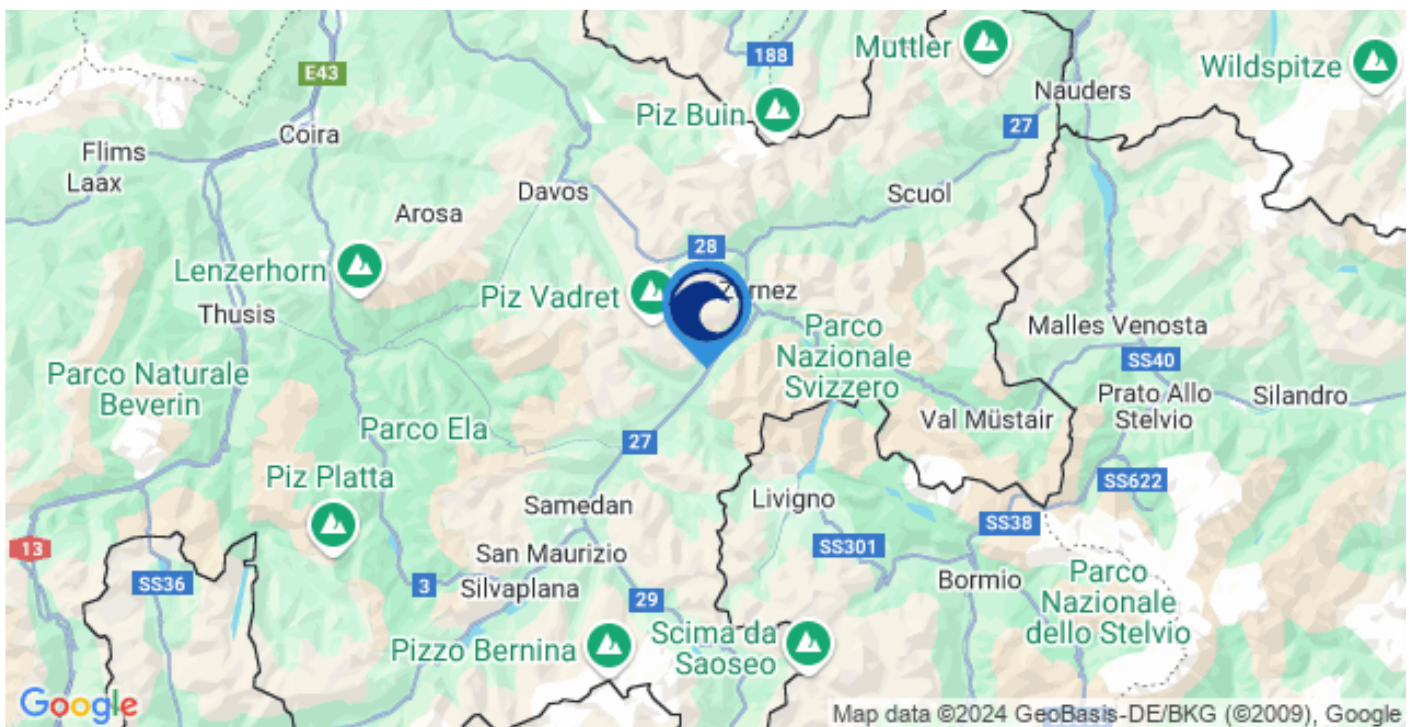 Muttler
188
Wildspitze
E43
Nauders
Piz Buin
27
Coira
Flims
Laax
Davos
Scuol
Arosa
28
Lenzerhorn
Piz Vadret
Zernez
Thusis
Parco
Nazionale
Svizzero
Malles Venosta
SS40
Parco Naturale
Beverin
Prato Allo
Stelvio
Silandro
Val Müstair
Parco Ela
27
Piz Platta
SS622
Samedan
Livigno
SS38
13
San Maurizio
SS301
SS36
3
Silvaplana
Bormio
29
Parco
Nazionale
dello Stelvio
Pizzo Bernina
Scima da
Saoseo
Google
Map data ©2024 GeoBasis-DE/BKG (©2009), Google